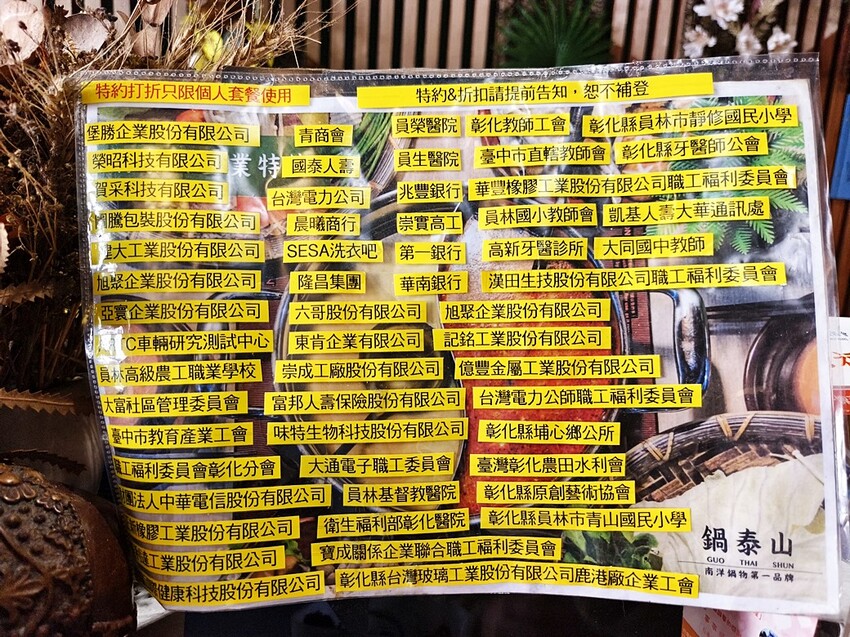 特約打折只限個人套餐使用 特約&折扣請提前告知，恕不補登
堡勝企業股份有限公司 青商會 員榮醫院 彰化教師工會 彰化縣員林市靜修國民小學
業特
榮昭科技有限公司 國泰人壽 員生醫院 臺中市直轄教師會 彰化縣牙醫師公會
賀采科技有限公司 台灣電力公司 兆豐銀行 華豐橡膠工業股份有限公司職工福利委員會
騰包裝股份有限公司 晨曦商行 崇實高工 員林國小教師會 凱基人壽大華通訊處
健大工業股份有限公司 SESA洗衣吧 第一銀行 高新牙醫診所 大同國中教師
旭聚企業股份有限公司 隆昌集團 華南銀行 漢田生技股份有限公司職工福利委員會
亞寰企業股份有限公司 六哥股份有限公司 旭聚企業股份有限公司
TC車輛研究測試中心 東肯企業有限公司 記銘工業股份有限公司
員林高級農工職業學校 崇成工廠股份有限公司 億豐金屬工業股份有限公司
大富社區管理委員會 富邦人壽保險股份有限公司 台灣電力公師職工福利委員會
臺中市教育產業工會 味特生物科技股份有限公司 彰化縣埔心鄉公所
職工福利委員會彰化分會 大通電子職工委員會 臺灣彰化農田水利會
團法人中華電信股份有限公司 員林基督教醫院 彰化縣原創藝術協會
橡膠工業股份有限公司 衛生福利部彰化醫院 彰化縣員林市青山國民小學
工業股份有限公司 寶成關係企業聯合職工福利委員會
健康科技股份有限公司 彰化縣台灣玻璃工業股份有限公司鹿港廠企業工會
鍋泰山
GUO THAI SHUN
南洋鍋物第一品牌